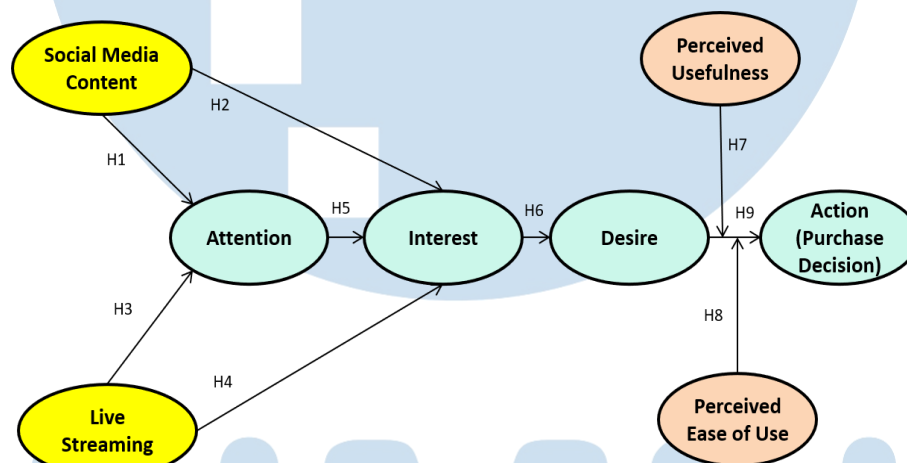 Social Media
Content
Perceived
Usefulness
H2
H7
H1
H5
H6
H9
Attention
Interest
Desire
Action
(Purchase
Decision)
H3
H8
H4
Live
Streaming
Perceived
Ease of Use